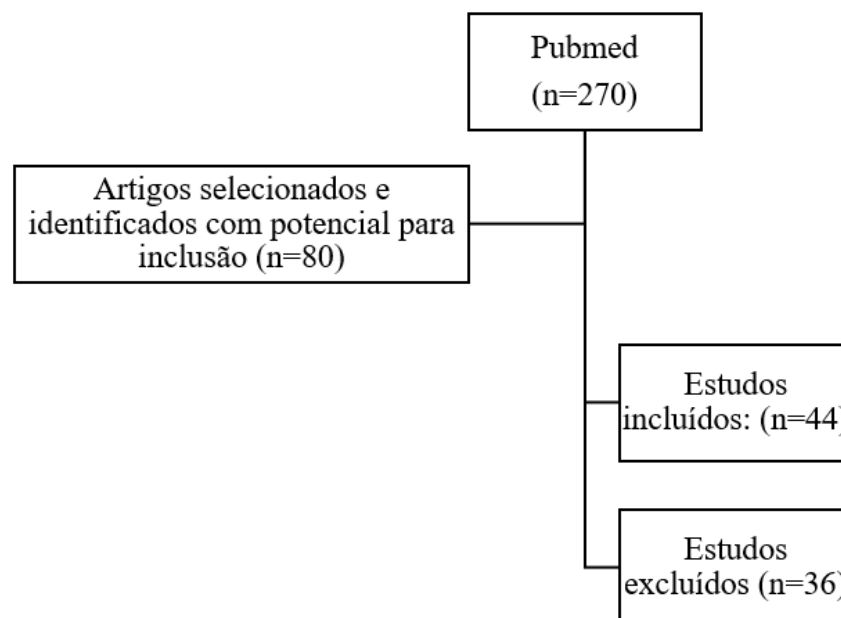 Pubmed
(n=270)
Artigos selecionados e
identificados com potencial para
inclusão (n=80)
Estudos
incluídos: (n=44)
Estudos
excluídos (n=36)